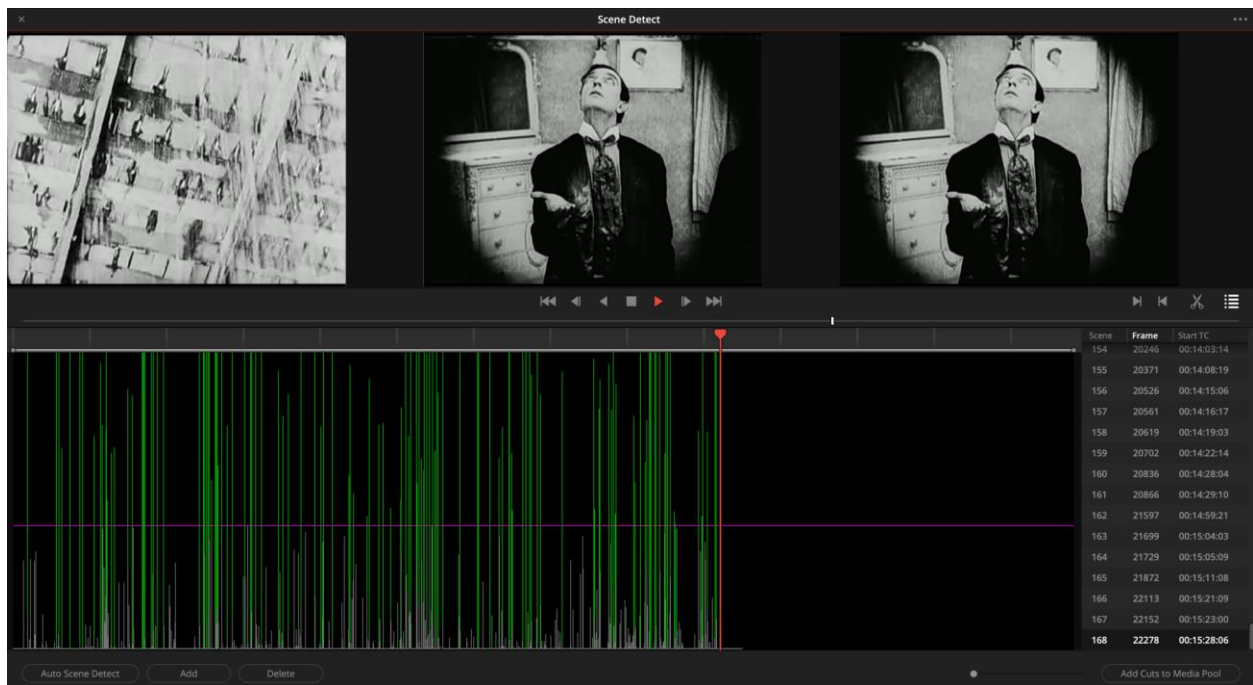 Scene Detect
Scene Frame Start TC
154 20246 00:14:03:14
155 20371 00:14:08:19
156 20526 00:14:15:06
157 20561 00:14:16:17
158 20619 00:14:19:03
159 20702 00:14:22:14
160 20836 00:14:28:04
161 20866 00:14:29:10
162 21597 00:14:59:21
163 21699 00:15:04:03
164 21729 00:15:05:09
165 21872 00:15:11:08
166 22113 00:15:21:09
167 22152 00:15:23:00
168 22278 00:15:28:06
Auto Scene Detect Add Delete Add Cuts to Media Pool